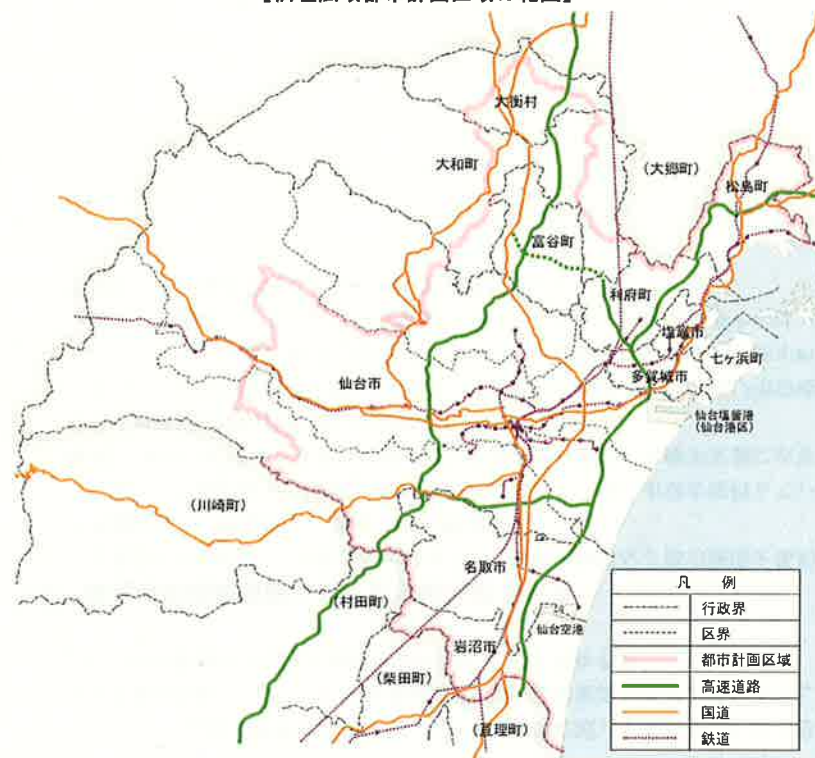 大衡村
大和町
(大郷町)
松島町
富谷町
利府町
塩竈市
七ヶ浜町
多賀城市
仙台市
仙台塩釜港
(仙台港区)
(川崎町)
名取市
(村田町)
岩沼市
仙台空港
(柴田町)
(亘理町)
凡 例
行政界
区界
都市計画区域
高速道路
国道
鉄道